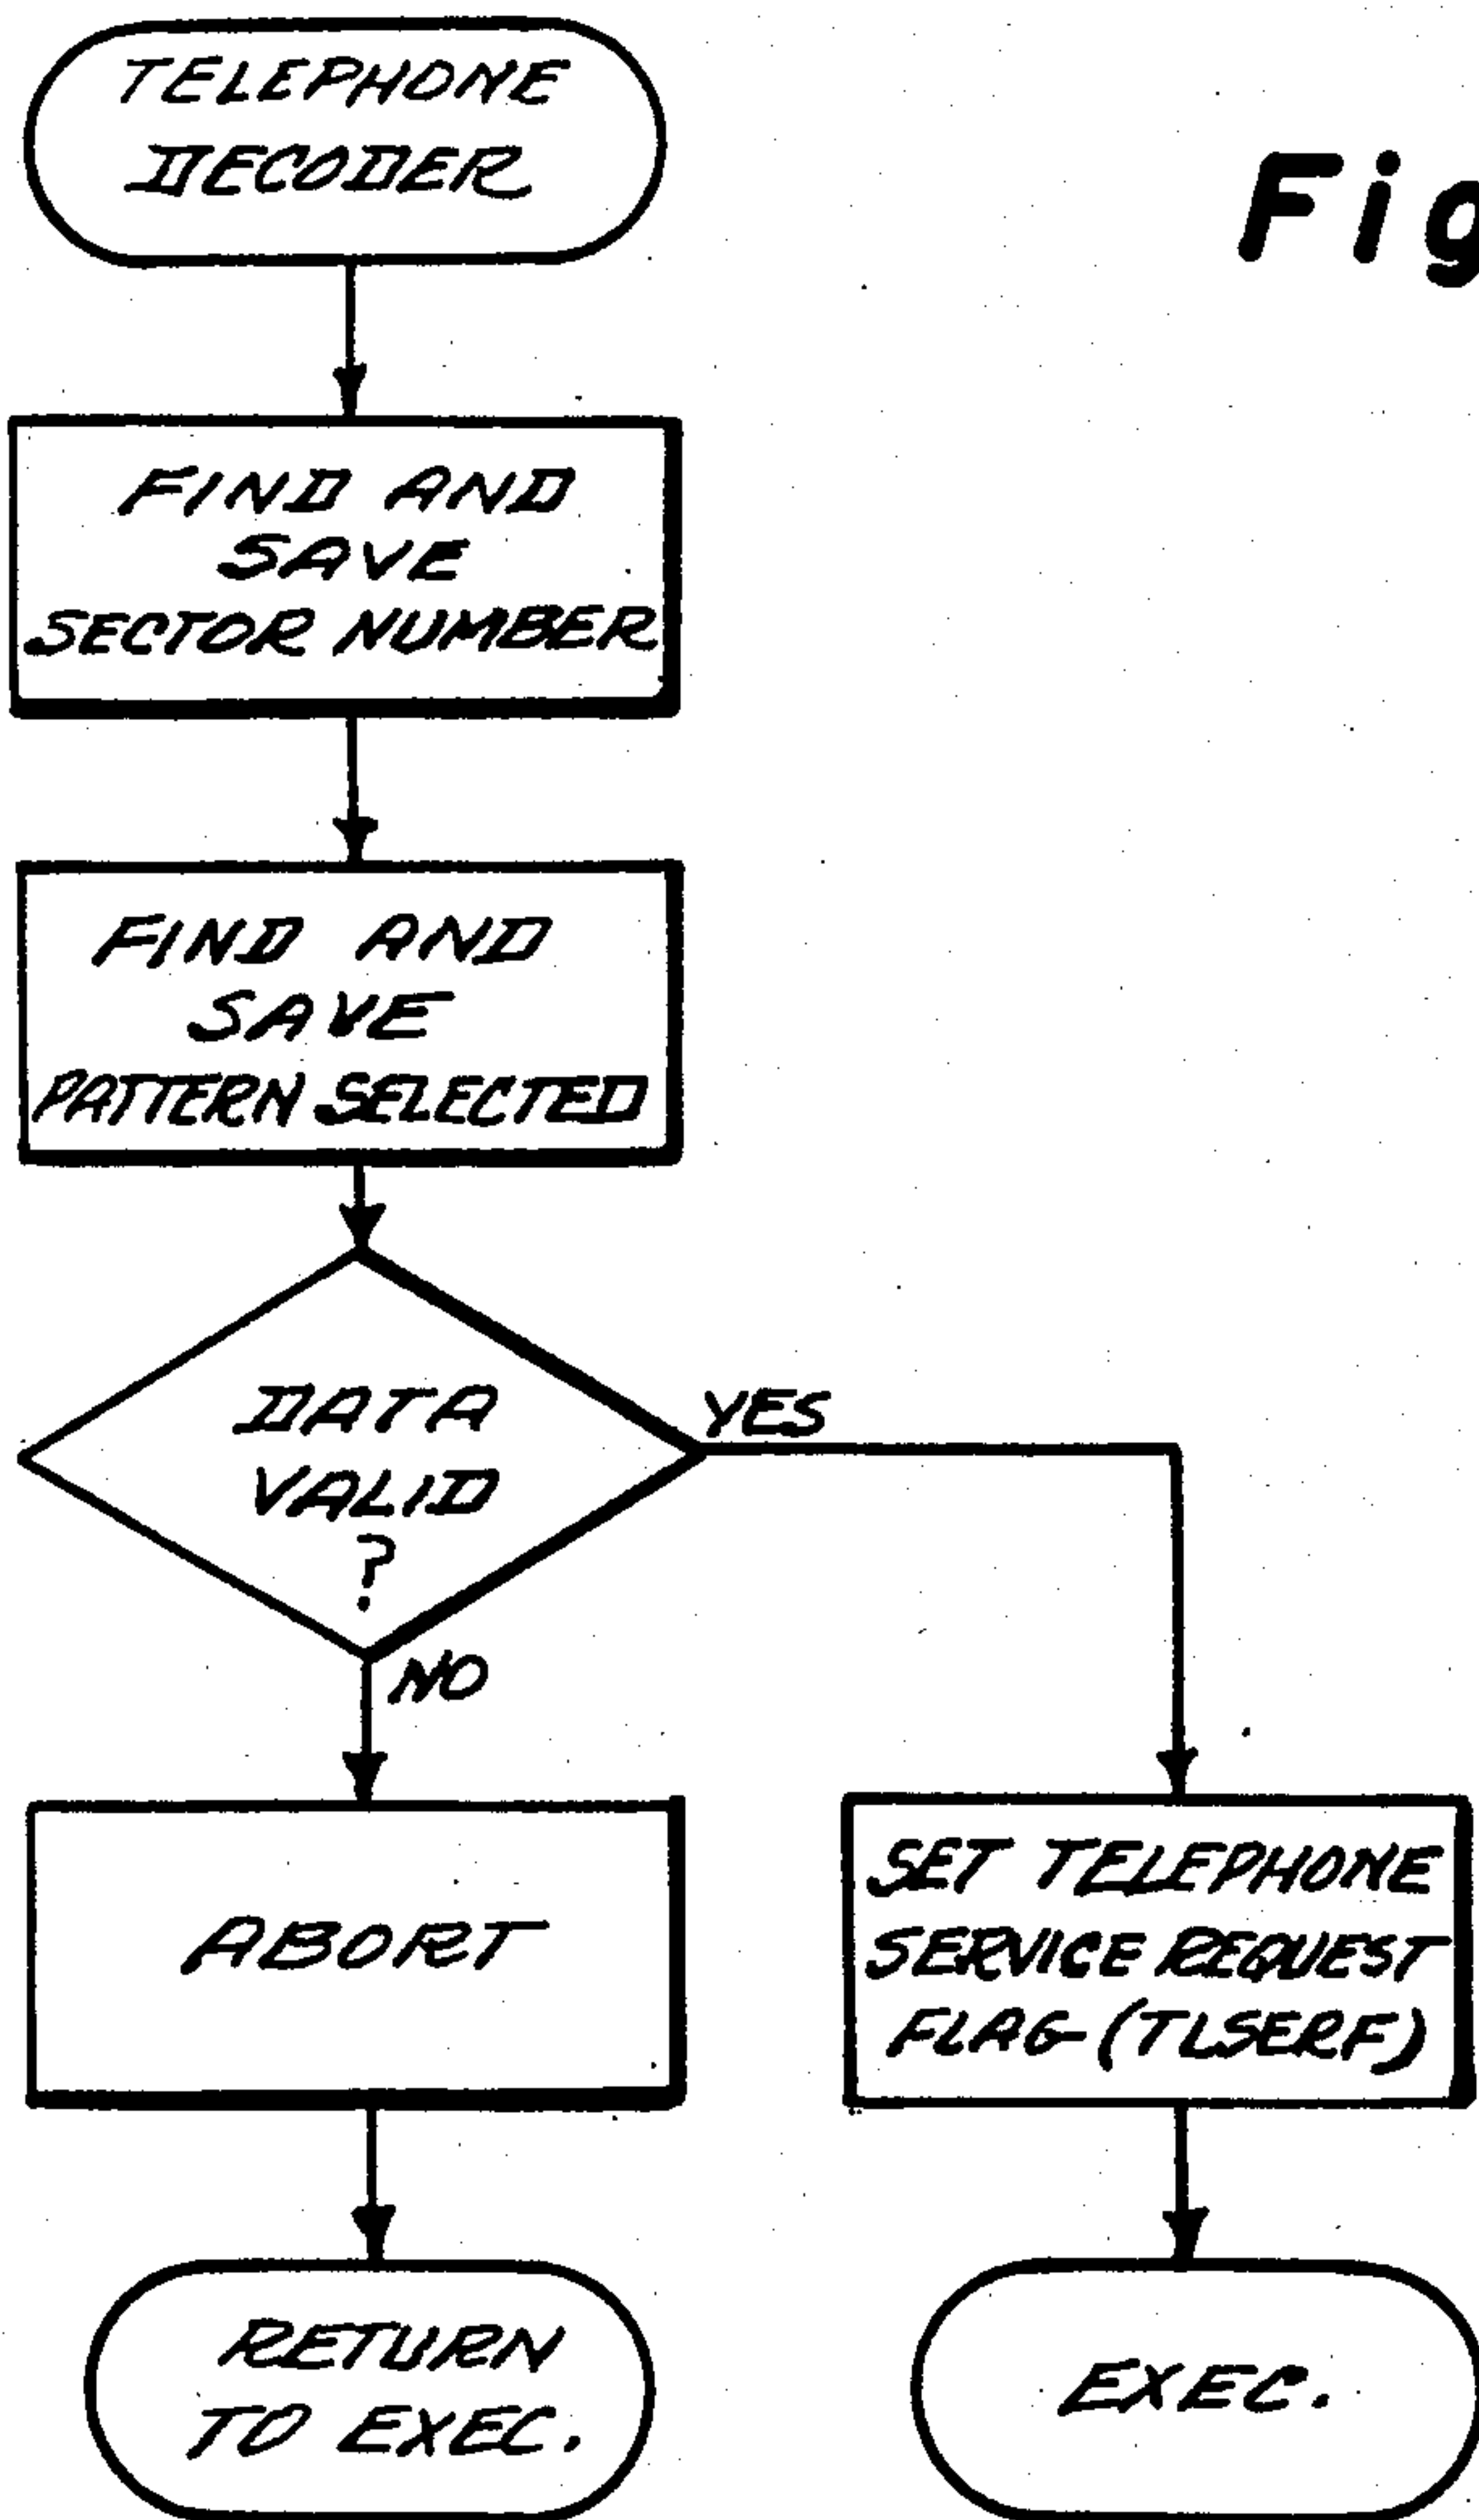 TELEPHONE
DECODER
Fig
FIND AND
SAVE
SECTOR NUMBER
FIND AND
SAVE
PATTERN SELECTED
DATA
VALID
?
YES
NO
ABORT
SET TELEPHONE
SERVICE REQUEST
FLAG (TLSERF)
RETURN
TO EXEC.
EXEC.